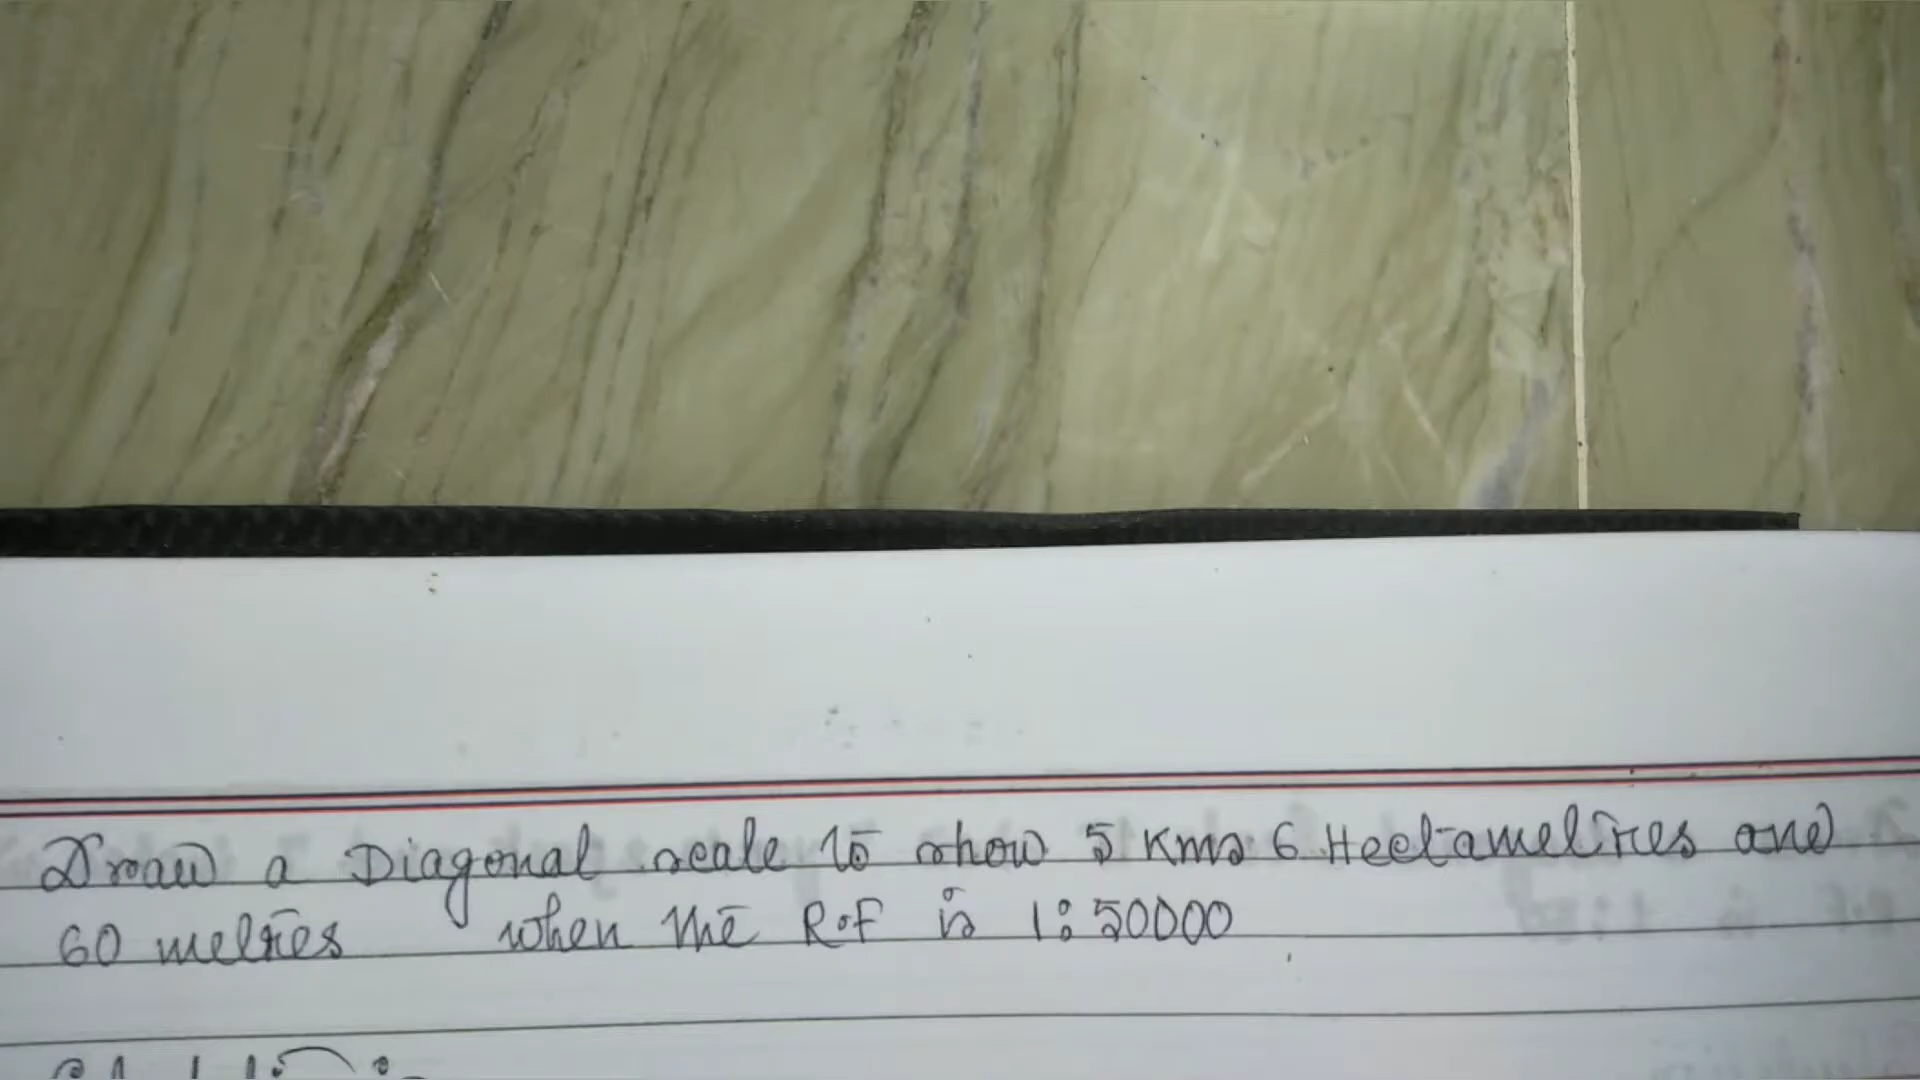 Draw a Diagonal scale to show 5 Kms 6 Hectametres and
60 metres when the R.F is 1:50000